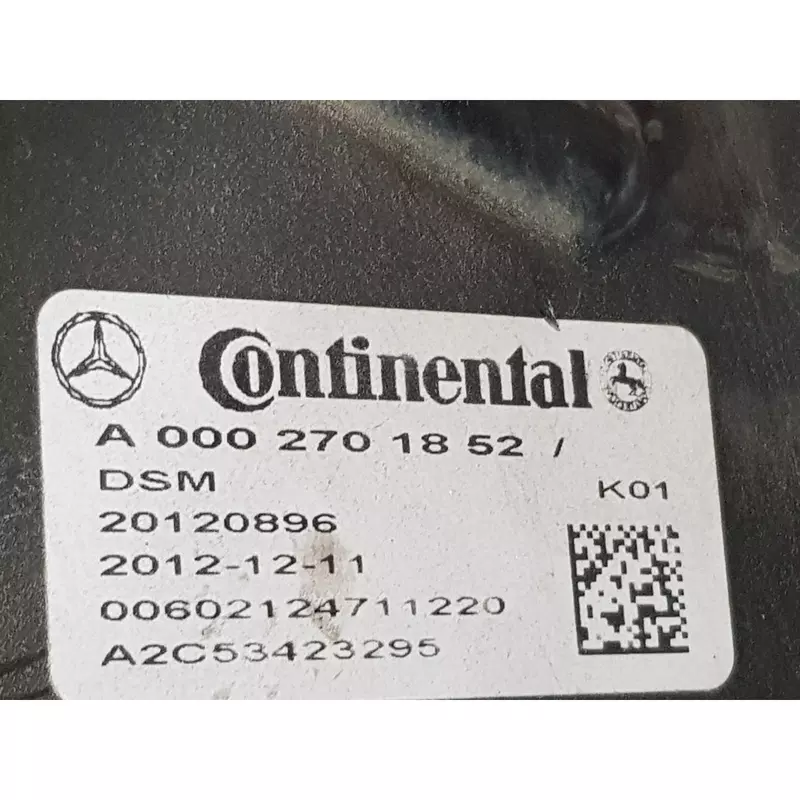 Continental
A 000 270 18 52 /
DSM
K01
20120896
2012-12-11
00602124711220
A2C53423295